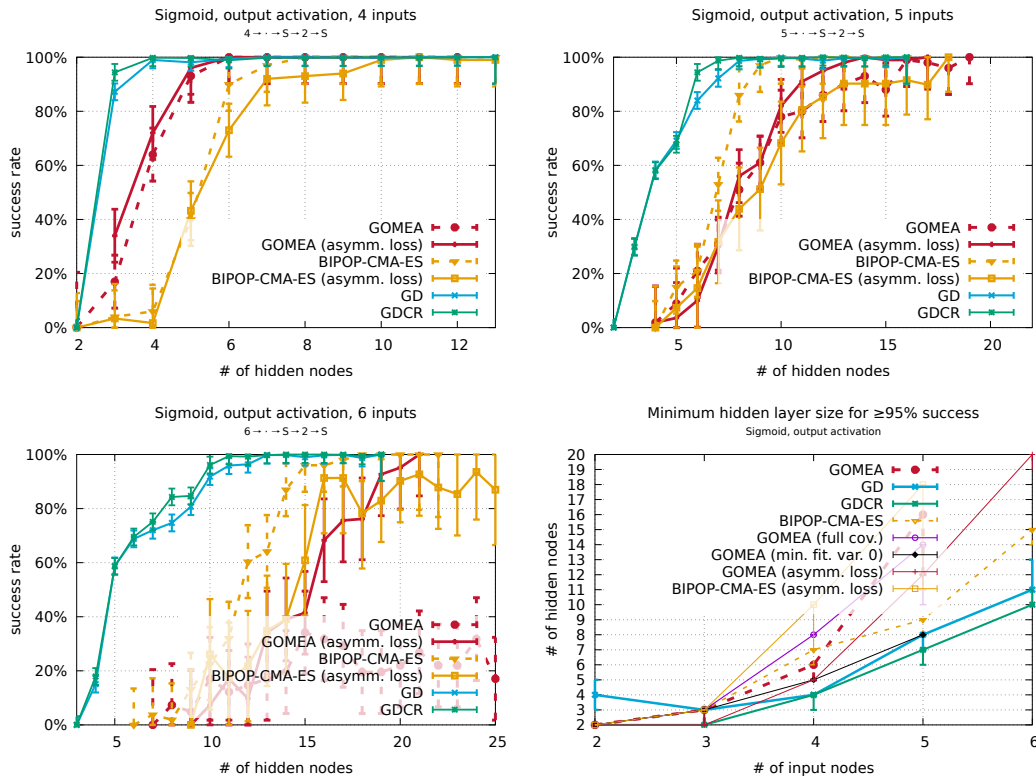 Sigmoid, output activation, 4 inputs
4→·→S→2→S
success rate
100%
80%
60%
40%
20%
0%
GOMEA
GOMEA (asymm. loss)
BIPOP-CMA-ES
BIPOP-CMA-ES (asymm. loss)
GD
GDCR
2 4 6 8 10 12
# of hidden nodes
Sigmoid, output activation, 5 inputs
5→·→S→2→S
success rate
100%
80%
60%
40%
20%
0%
GOMEA
GOMEA (asymm. loss)
BIPOP-CMA-ES
BIPOP-CMA-ES (asymm. loss)
GD
GDCR
5 10 15 20
# of hidden nodes
Sigmoid, output activation, 6 inputs
6→·→S→2→S
success rate
100%
80%
60%
40%
20%
0%
GOMEA
GOMEA (asymm. loss)
BIPOP-CMA-ES
BIPOP-CMA-ES (asymm. loss)
GD
GDCR
5 10 15 20 25
# of hidden nodes
Minimum hidden layer size for ≥95% success
Sigmoid, output activation
# of hidden nodes
20
19
18
17
16
15
14
13
12
11
10
9
8
7
6
5
4
3
2
GOMEA
GD
GDCR
BIPOP-CMA-ES
GOMEA (full cov.)
GOMEA (min. fit. var. 0)
GOMEA (asymm. loss)
BIPOP-CMA-ES (asymm. loss)
2 3 4 5 6
# of input nodes